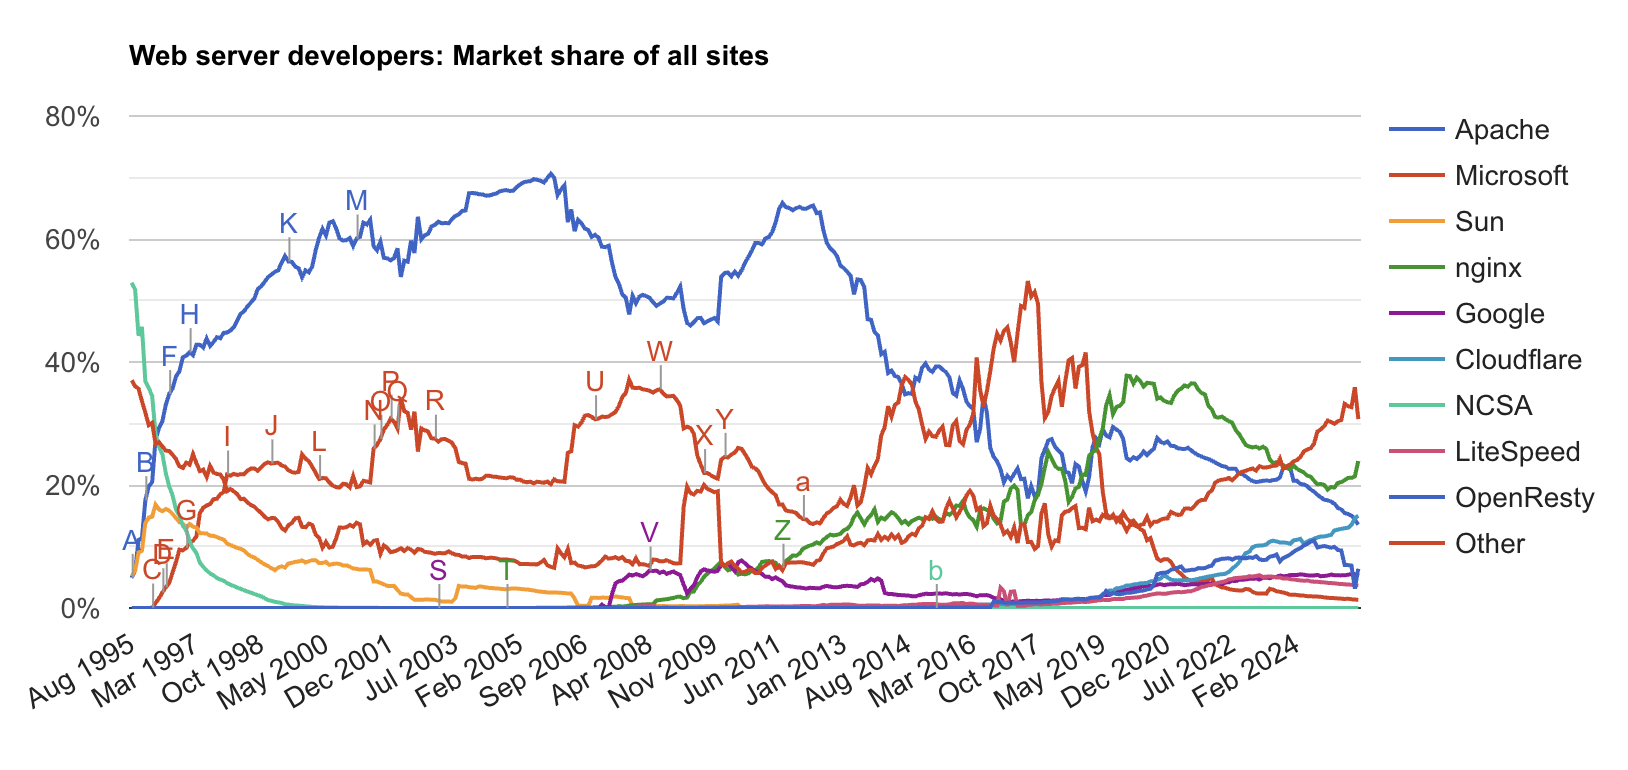 Web server developers: Market share of all sites
80%
60%
40%
20%
0%
A
B
C
D
E
F
G
H
I
J
K
L
M
N
O
P
Q
R
S
T
U
V
W
X
Y
Z
a
b
Aug 1995
Mar 1997
Oct 1998
May 2000
Dec 2001
Jul 2003
Feb 2005
Sep 2006
Apr 2008
Nov 2009
Jun 2011
Jan 2013
Aug 2014
Mar 2016
Oct 2017
May 2019
Dec 2020
Jul 2022
Feb 2024
Apache
Microsoft
Sun
nginx
Google
Cloudflare
NCSA
LiteSpeed
OpenResty
Other